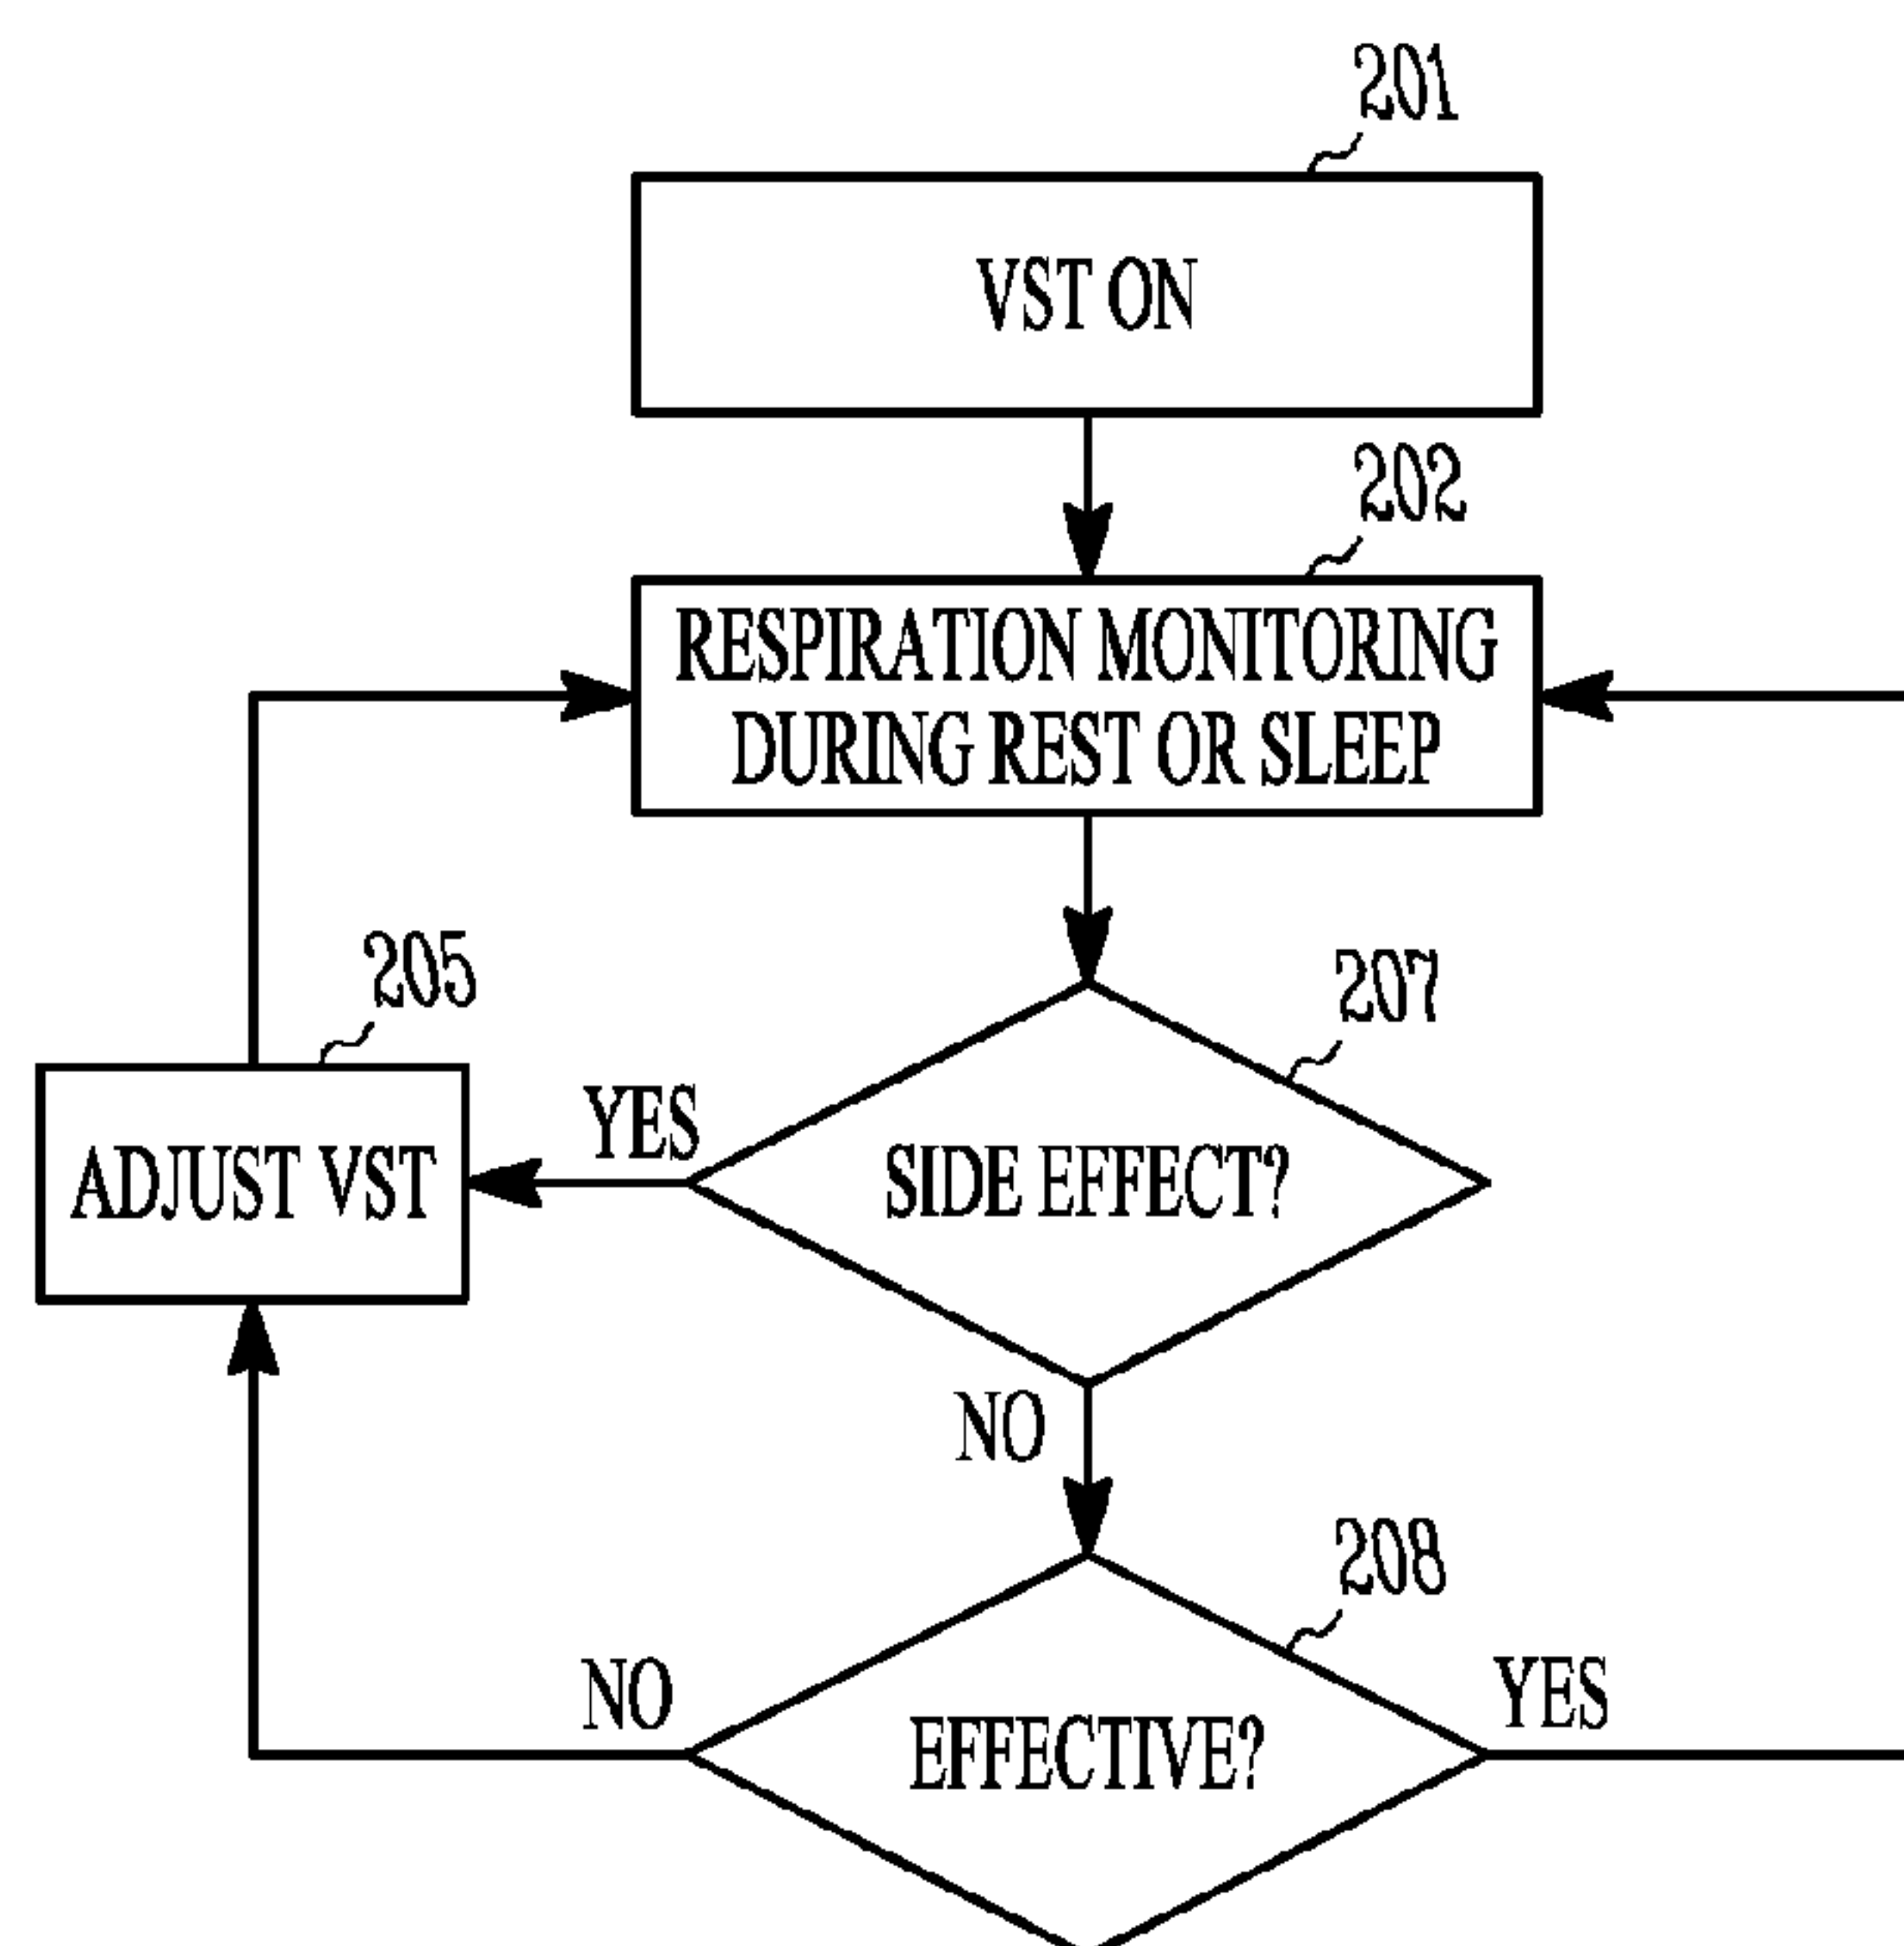 201
VST ON
202
RESPIRATION MONITORING
DURING REST OR SLEEP
205
207
YES
ADJUST VST
SIDE EFFECT?
NO
208
NO
YES
EFFECTIVE?